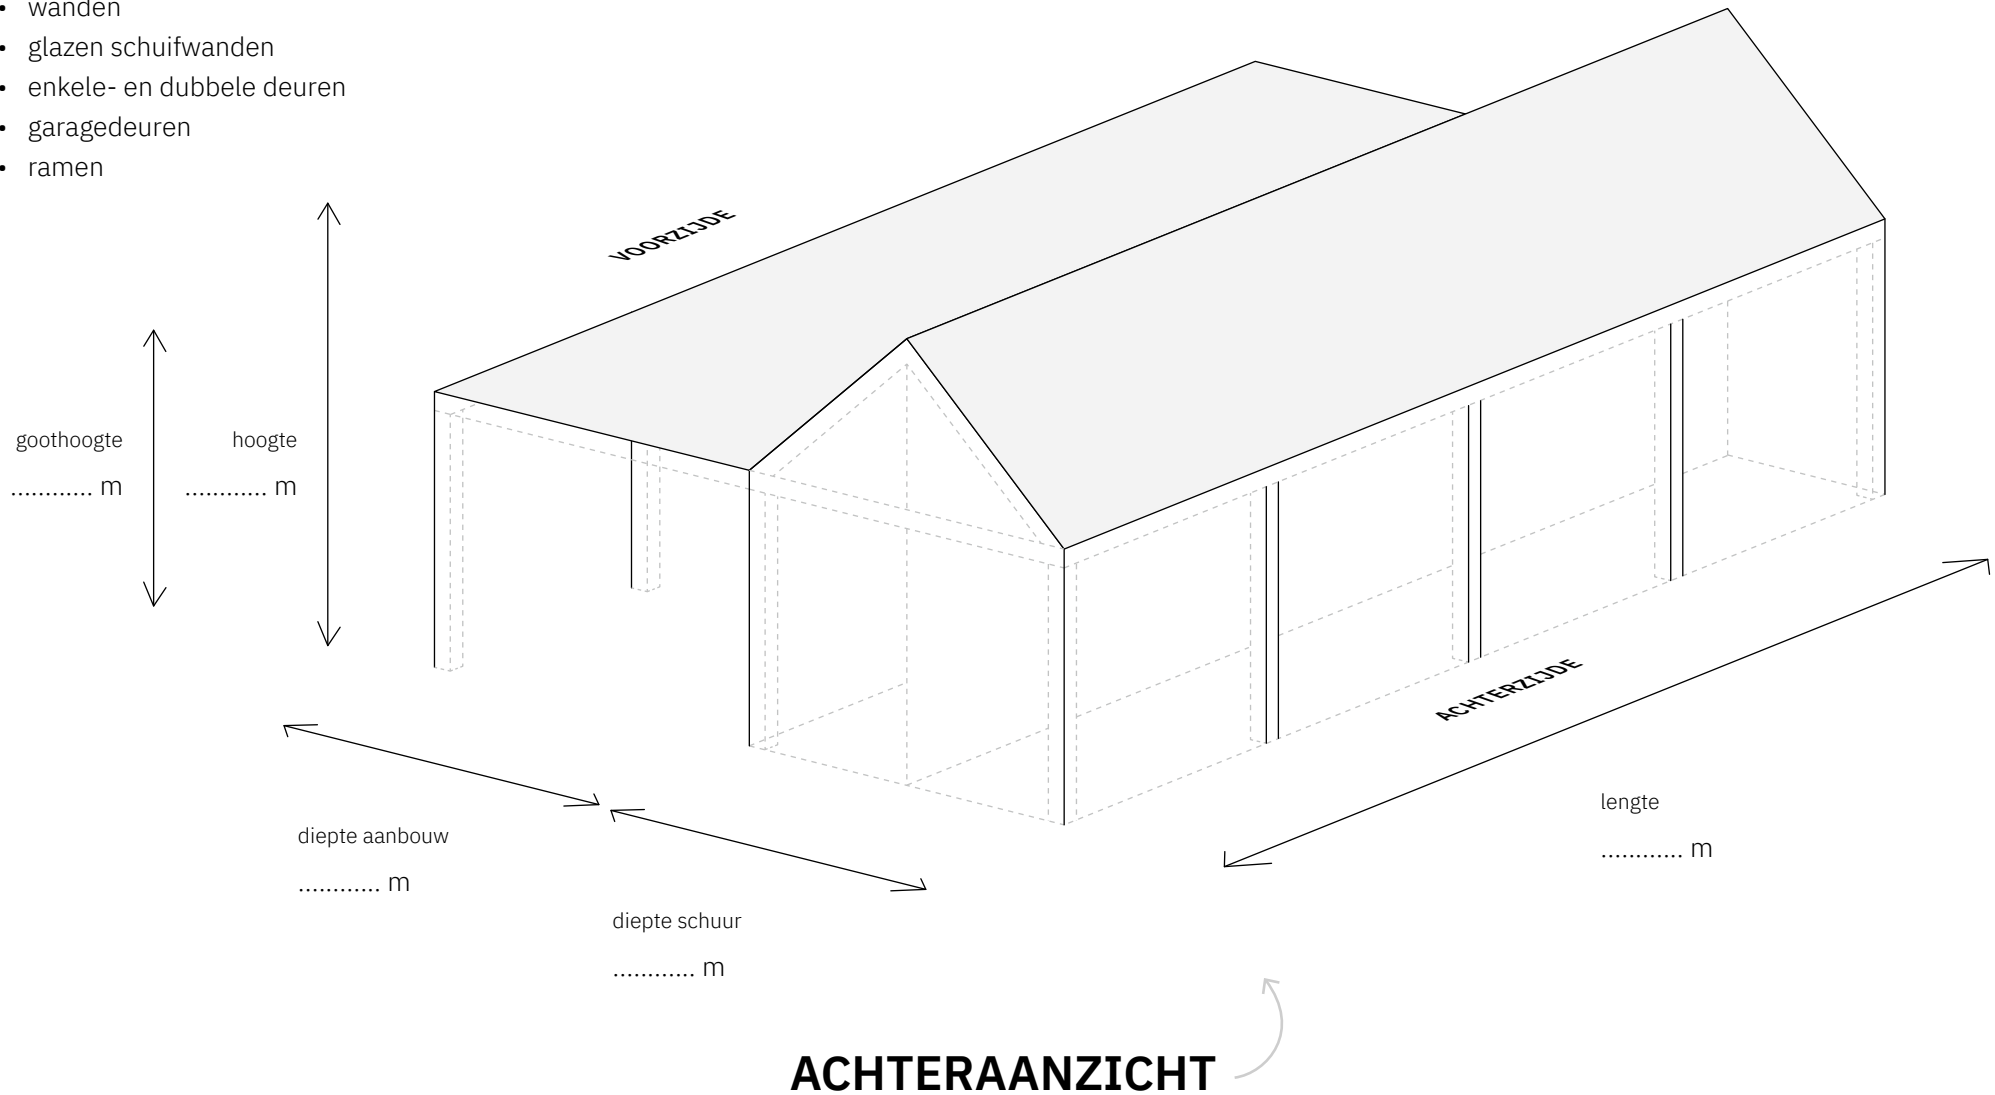 • wanden
• glazen schuifwanden
• enkele- en dubbele deuren
• garagedeuren
• ramen
VOORZIJDE
goothoogte
............ m
hoogte
............ m
ACHTERZIJDE
lengte
............ m
diepte aanbouw
............ m
diepte schuur
............ m
ACHTERAANZICHT